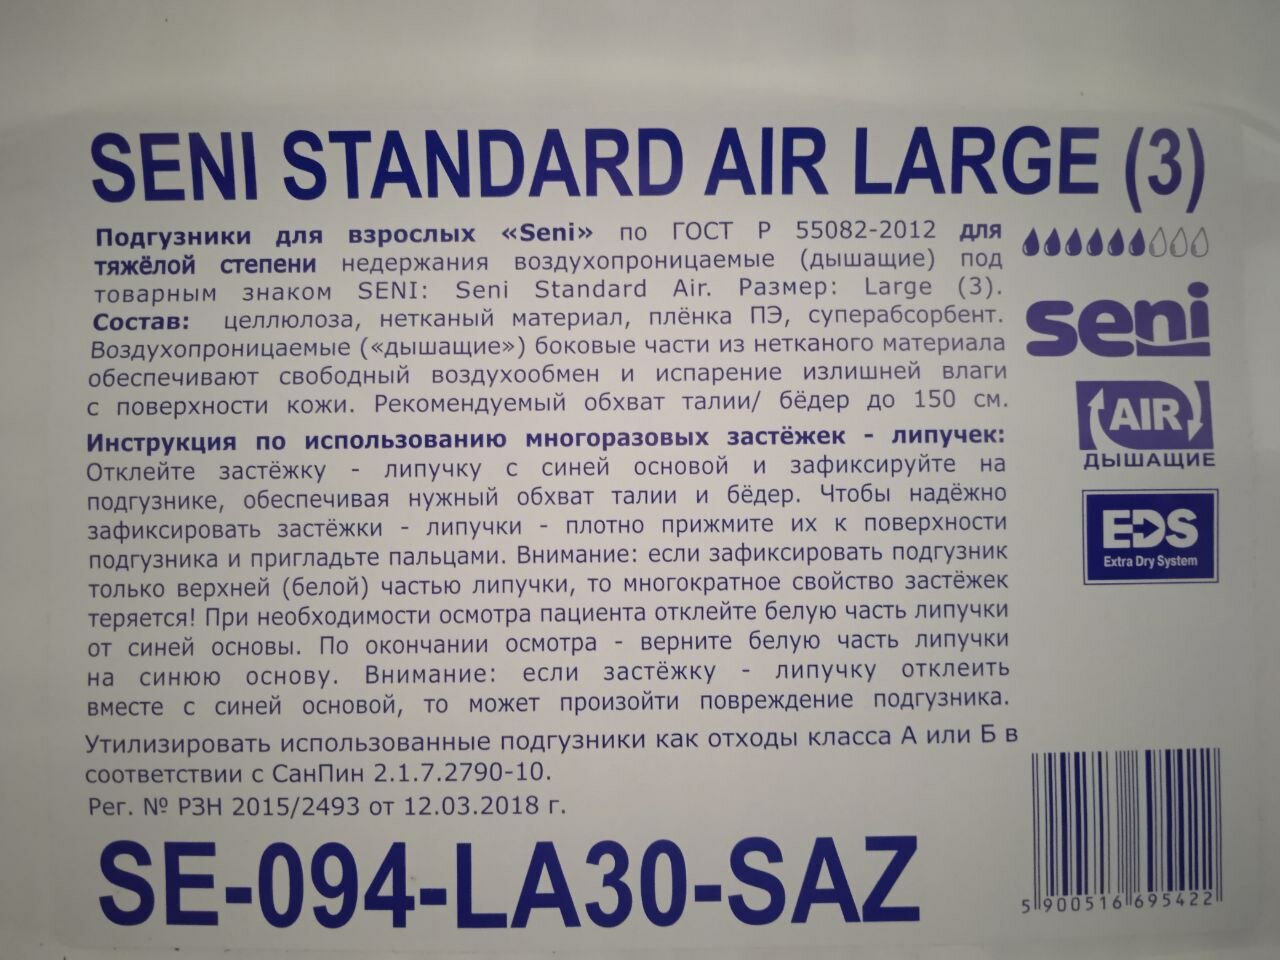 SENI STANDARD AIR LARGE (3)
Подгузники для взрослых «Seni» по ГОСТ Р 55082-2012 для
тяжёлой степени недержания воздухопроницаемые (дышащие) под
товарным знаком SENI: Seni Standard Air. Размер: Large (3).
Состав: целлюлоза, нетканый материал, плёнка ПЭ, суперабсорбент.
Воздухопроницаемые («дышащие») боковые части из нетканого материала
обеспечивают свободный воздухообмен и испарение излишней влаги
с поверхности кожи. Рекомендуемый обхват талии/ бёдер до 150 см.
Инструкция по использованию многоразовых застёжек - липучек:
Отклейте застёжку - липучку с синей основой и зафиксируйте на
подгузнике, обеспечивая нужный обхват талии и бёдер. Чтобы надёжно
зафиксировать застёжки - липучки - плотно прижмите их к поверхности
подгузника и пригладьте пальцами. Внимание: если зафиксировать подгузник
только верхней (белой) частью липучки, то многократное свойство застёжек
теряется! При необходимости осмотра пациента отклейте белую часть липучки
от синей основы. По окончании осмотра - верните белую часть липучки
на синюю основу. Внимание: если застёжку - липучку отклеить
вместе с синей основой, то может произойти повреждение подгузника.
Утилизировать использованные подгузники как отходы класса А или Б в
соответствии с СанПин 2.1.7.2790-10.
Рег. № РЗН 2015/2493 от 12.03.2018 г.
SE-094-LA30-SAZ
seni
AIR
ДЫШАЩИЕ
EDS
Extra Dry System
5 900516 695422